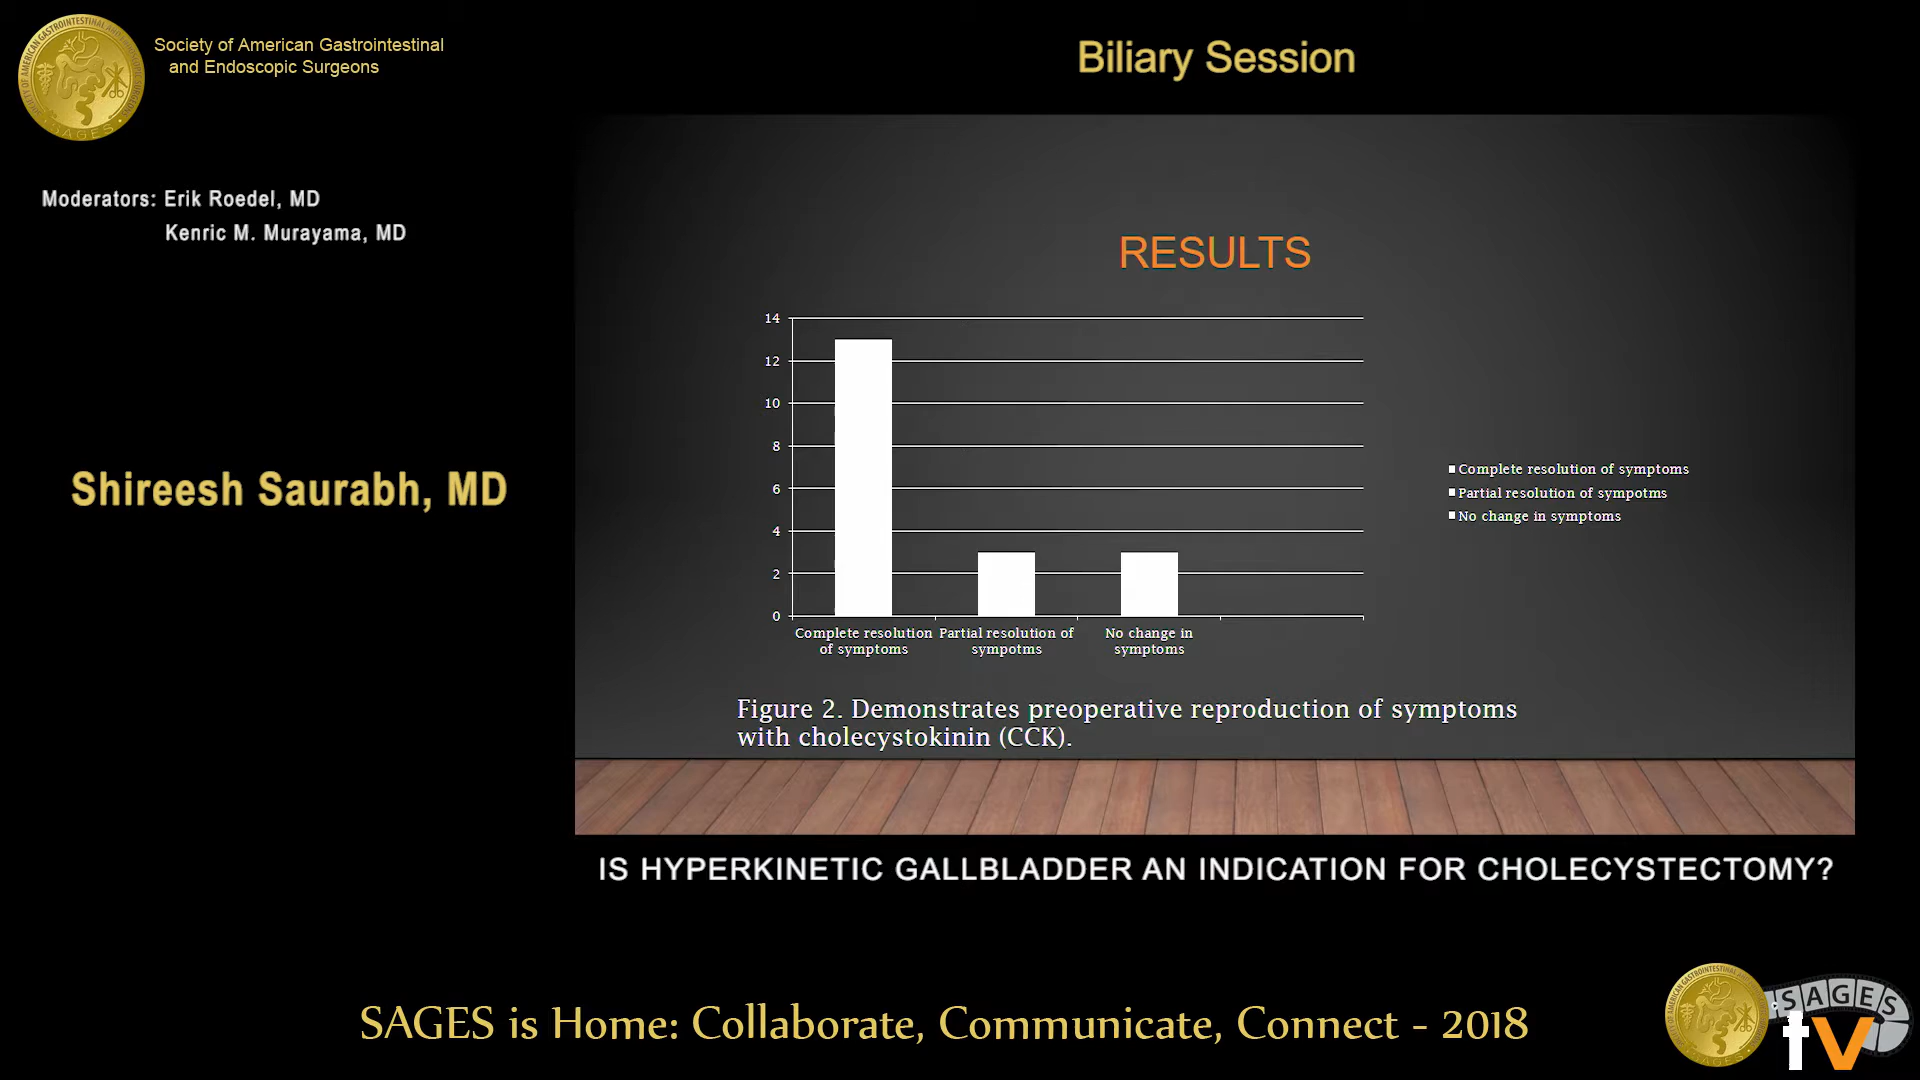 Society of American Gastrointestinal
and Endoscopic Surgeons
Biliary Session
Moderators: Erik Roedel, MD
Kenric M. Murayama, MD
Shireesh Saurabh, MD
RESULTS
14
12
10
8
6
4
2
0
Complete resolution
of symptoms
Partial resolution of
sympotms
No change in
symptoms
Complete resolution of symptoms
Partial resolution of sympotms
No change in symptoms
Figure 2. Demonstrates preoperative reproduction of symptoms
with cholecystokinin (CCK).
IS HYPERKINETIC GALLBLADDER AN INDICATION FOR CHOLECYSTECTOMY?
SAGES is Home: Collaborate, Communicate, Connect - 2018
SAGES
tv